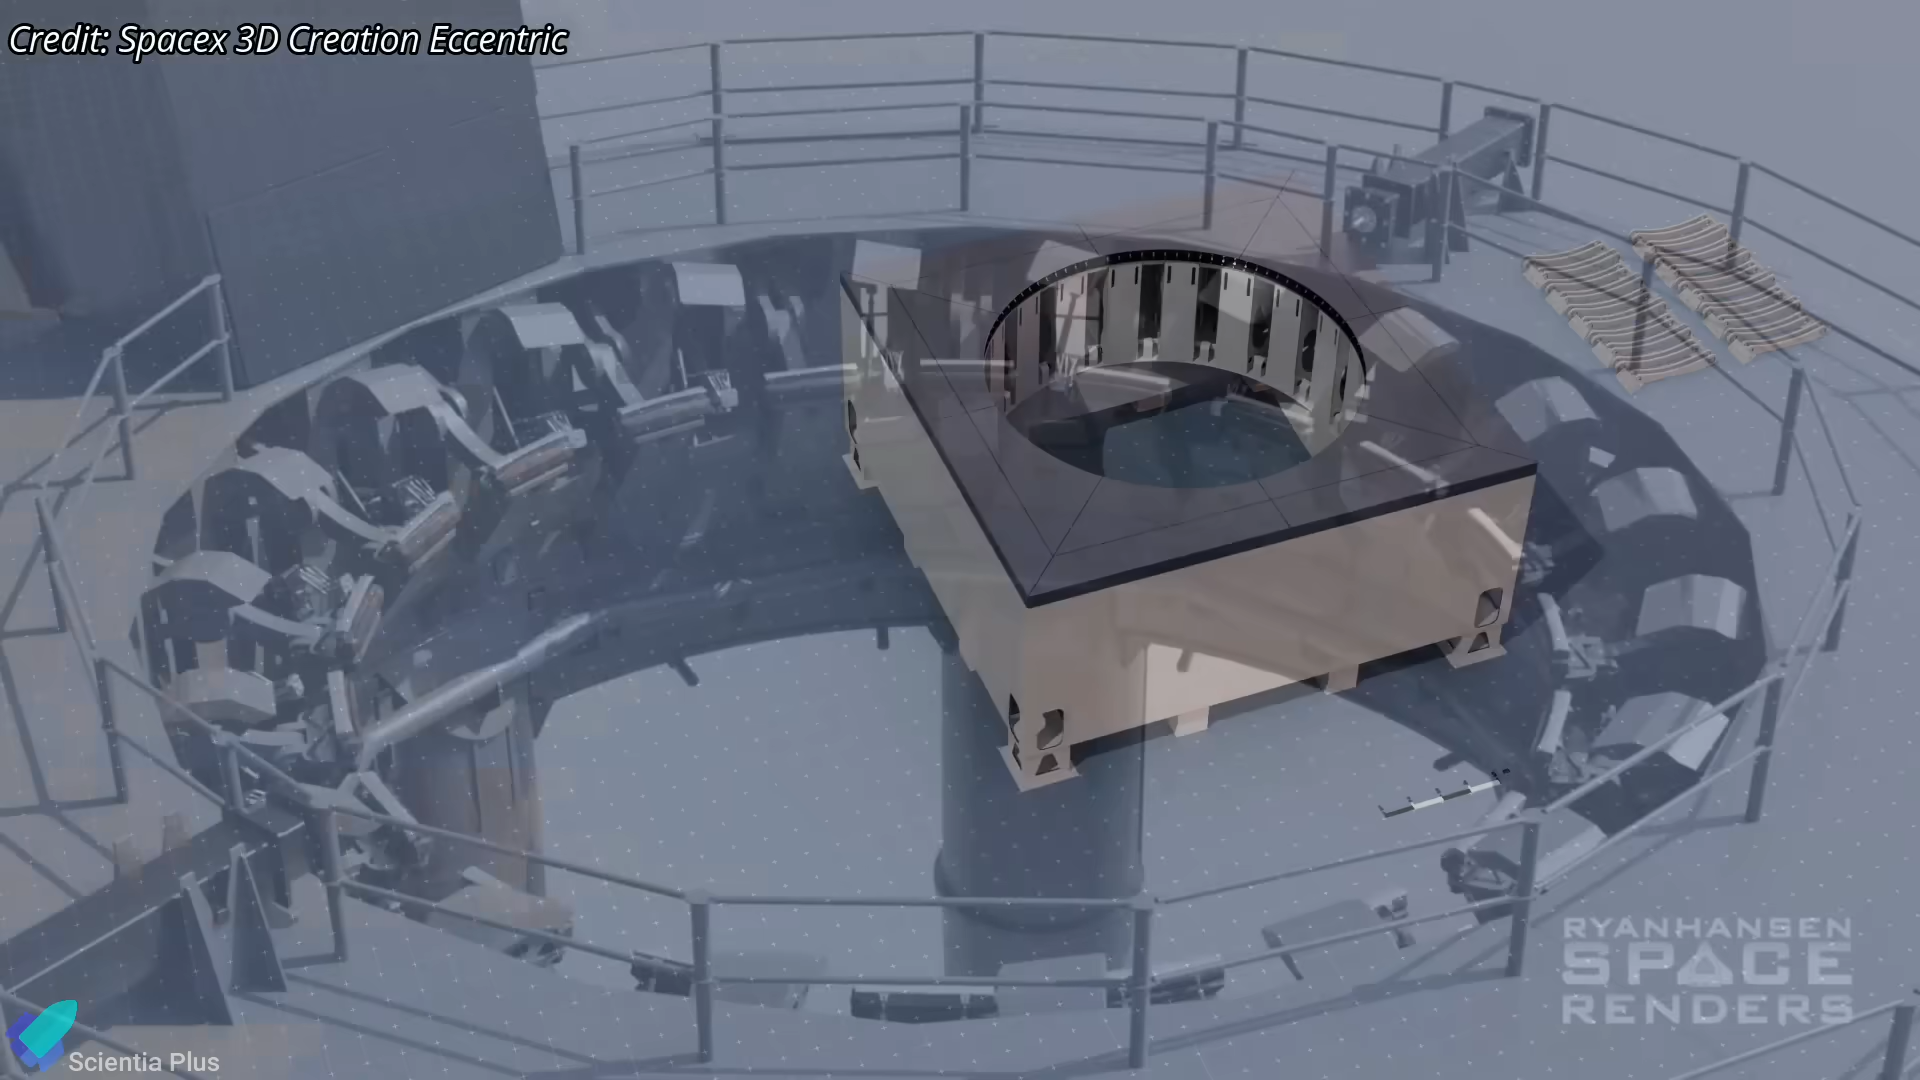 Credit: Spacex 3D Creation Eccentric
RYANHANSEN
SPACE
RENDERS
Scientia Plus